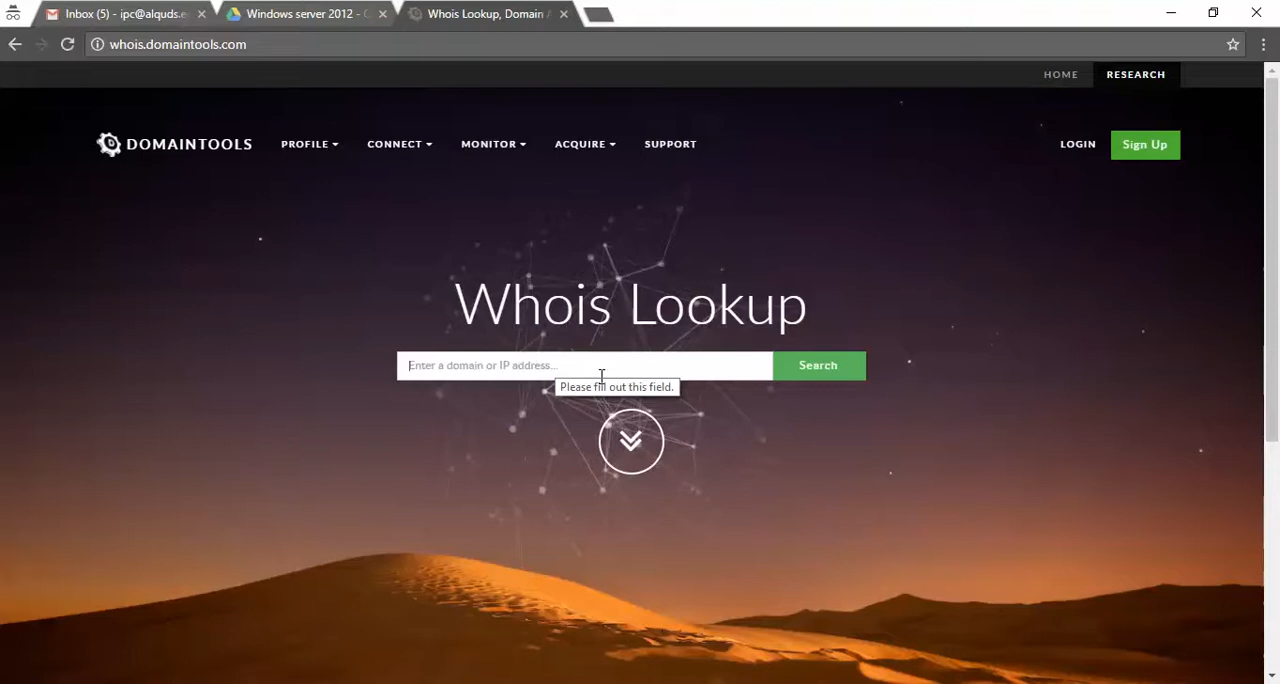 Inbox () - ipc@alquds.e
Windows server 2012 - G
Whois Lookup, Domain A
whois.domaintools.com
HOME
RESEARCH
DOMAINTOOLS
PROFILE
CONNECT
MONITOR
ACQUIRE
SUPPORT
LOGIN
Sign Up
Whois Lookup
Enter a domain or IP address...
Search
Please fill out this field.